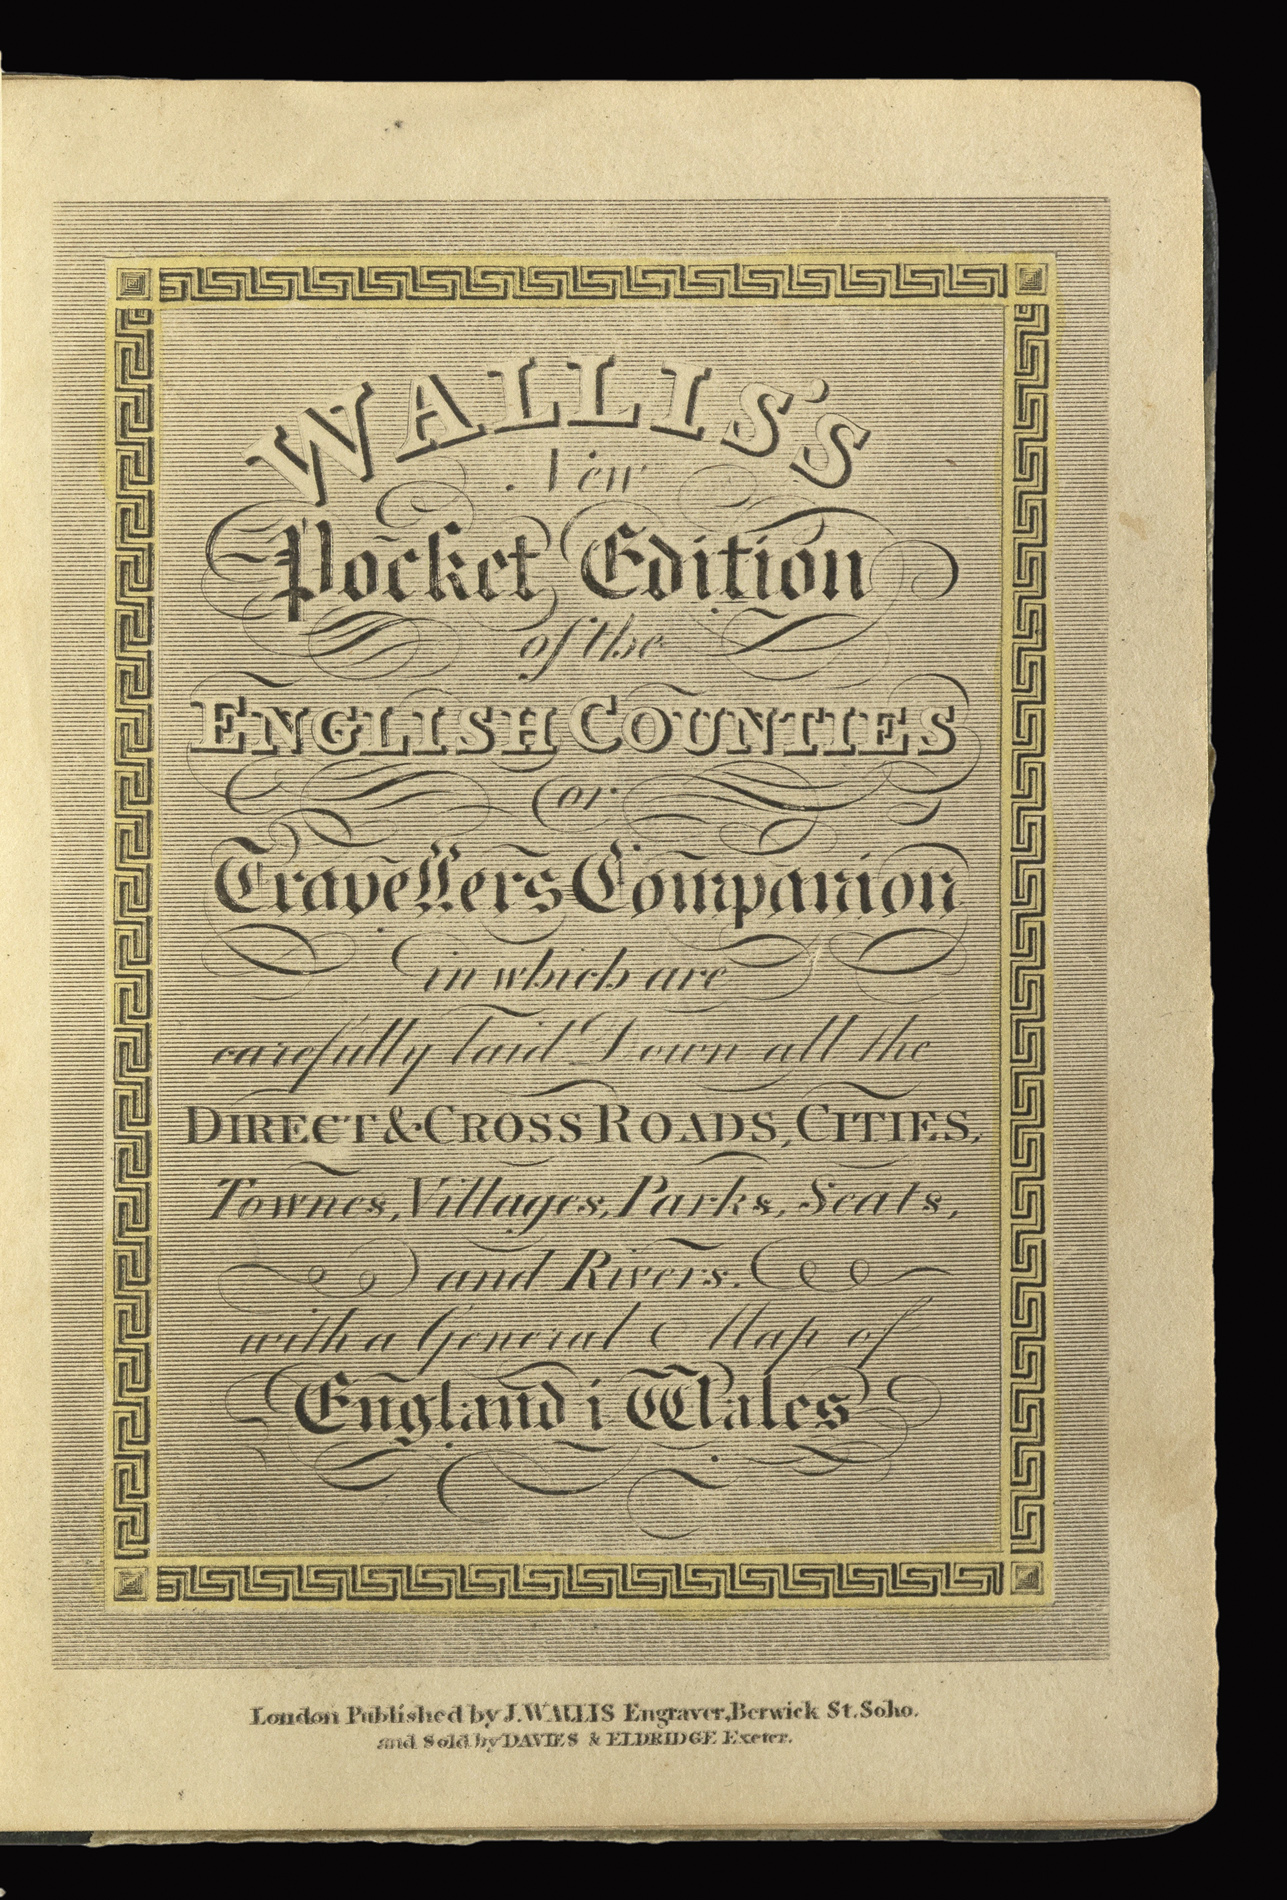 WALLIS'S
New
Pocket Edition
of the
ENGLISH COUNTIES
or
Travellers Companion
in which are
carefully laid Down all the
DIRECT & CROSS ROADS, CITIES,
Townes, Villages, Parks, Seats,
and Rivers.
with a General Map of
England & Wales
London Published by J. WALLIS Engraver, Berwick St. Soho.
and Sold by DAVIES & ELDRIDGE Exeter.